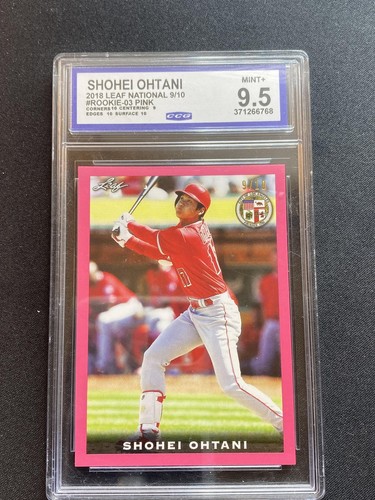 SHOHEI OHTANI
2018 LEAF NATIONAL 9/10
#ROOKIE-03 PINK
CORNERS 10 CENTERING 9
EDGES 10 SURFACE 10
CCG
MINT+
9.5
371266768
Leaf
17
SHOHEI OHTANI